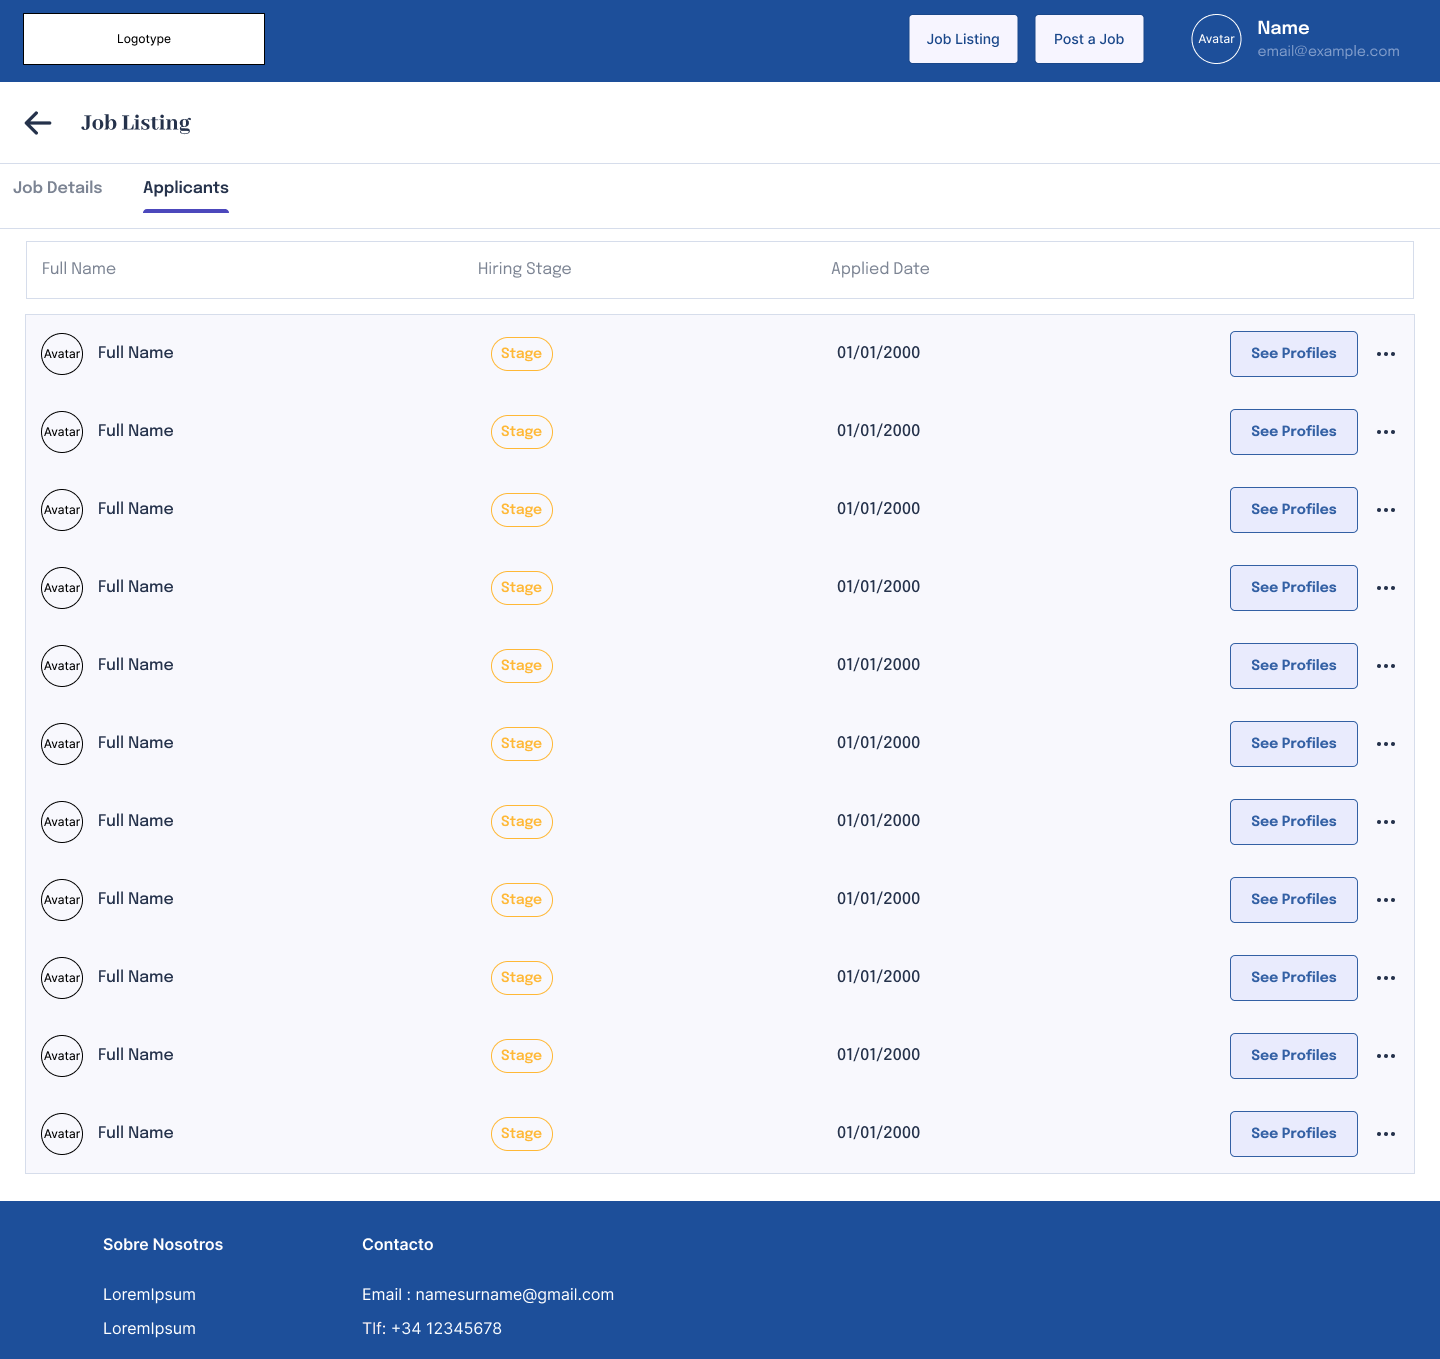 Logotype
Job Listing
Post a Job
Avatar
Name
email@example.com
Job Listing
Job Details
Applicants
Full Name
Hiring Stage
Applied Date
Avatar Full Name Stage 01/01/2000 See Profiles
Avatar Full Name Stage 01/01/2000 See Profiles
Avatar Full Name Stage 01/01/2000 See Profiles
Avatar Full Name Stage 01/01/2000 See Profiles
Avatar Full Name Stage 01/01/2000 See Profiles
Avatar Full Name Stage 01/01/2000 See Profiles
Avatar Full Name Stage 01/01/2000 See Profiles
Avatar Full Name Stage 01/01/2000 See Profiles
Avatar Full Name Stage 01/01/2000 See Profiles
Avatar Full Name Stage 01/01/2000 See Profiles
Avatar Full Name Stage 01/01/2000 See Profiles
Sobre Nosotros
LoremIpsum
LoremIpsum
Contacto
Email : namesurname@gmail.com
Tlf: +34 12345678